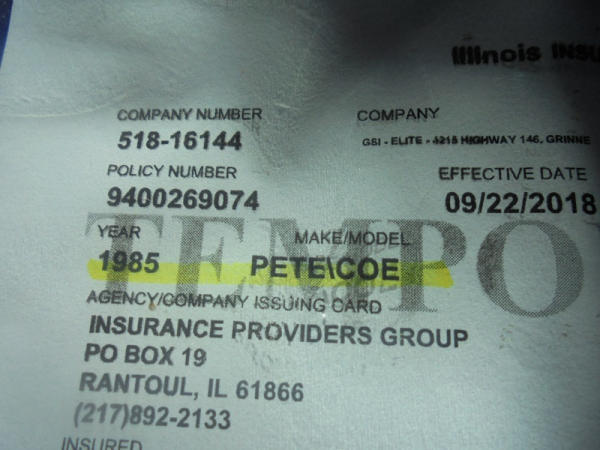 Illinois INSU
COMPANY NUMBER COMPANY
518-16144 GSI - ELITE - 1215 HIGHWAY 146, GRINNE
POLICY NUMBER EFFECTIVE DATE
9400269074 09/22/2018
TEMPO
YEAR MAKE/MODEL
1985 PETE\COE
AGENCY/COMPANY ISSUING CARD
INSURANCE PROVIDERS GROUP
PO BOX 19
RANTOUL, IL 61866
(217)892-2133
INSURED